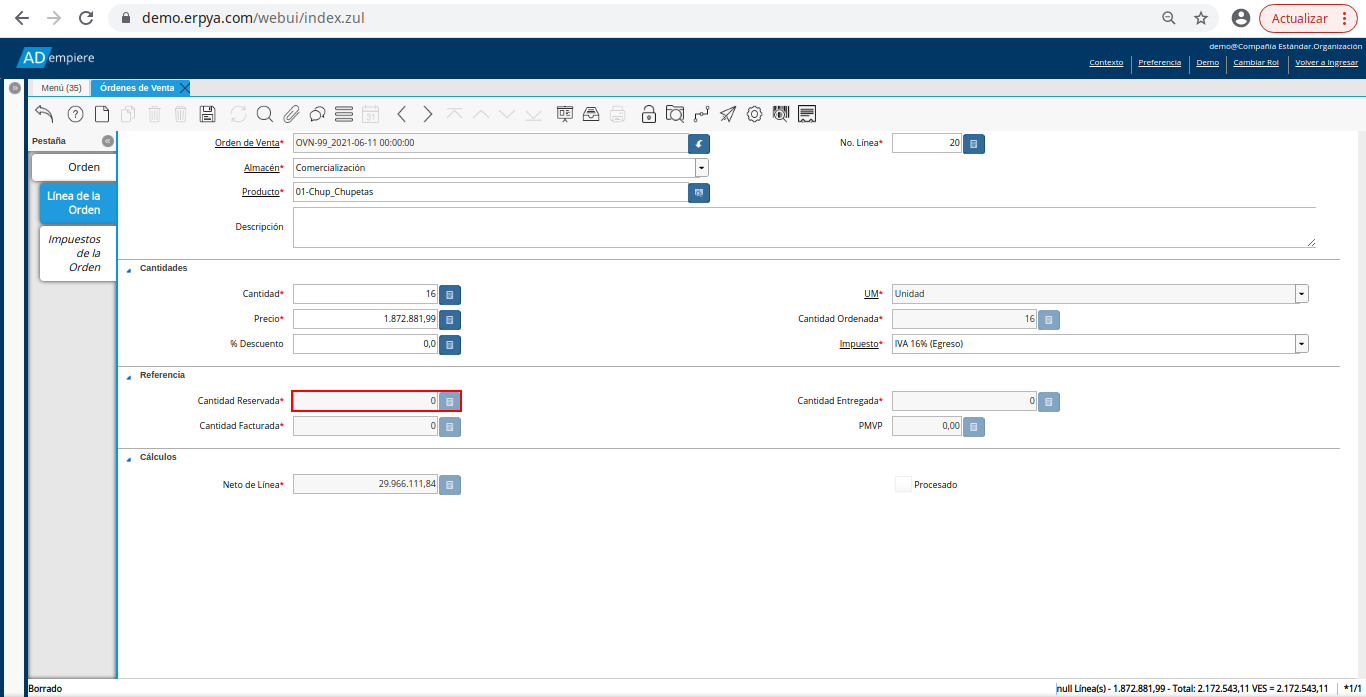 demo.erpya.com/webui/index.zul
Actualizar
ADempiere
demo@Compañía Estándar.Organización
Contexto Preferencia Demo Cambiar Rol Volver a Ingresar
Menú (35) Órdenes de Venta
31
Pestaña
Orden
Línea de la
Orden
Impuestos
de la
Orden
Orden de Venta* OVN-99_2021-06-11 00:00:00 No. Línea* 20
Almacén* Comercialización
Producto* 01-Chup_Chupetas
Descripción
Cantidades
Cantidad* 16 UM* Unidad
Precio* 1.872.881,99 Cantidad Ordenada* 16
% Descuento 0,0 Impuesto* IVA 16% (Egreso)
Referencia
Cantidad Reservada* 0 Cantidad Entregada* 0
Cantidad Facturada* 0 PMVP 0,00
Cálculos
Neto de Línea* 29.966.111,84 Procesado
Borrado null Línea(s) - 1.872.881,99 - Total: 2.172.543,11 VES = 2.172.543,11 *1/1